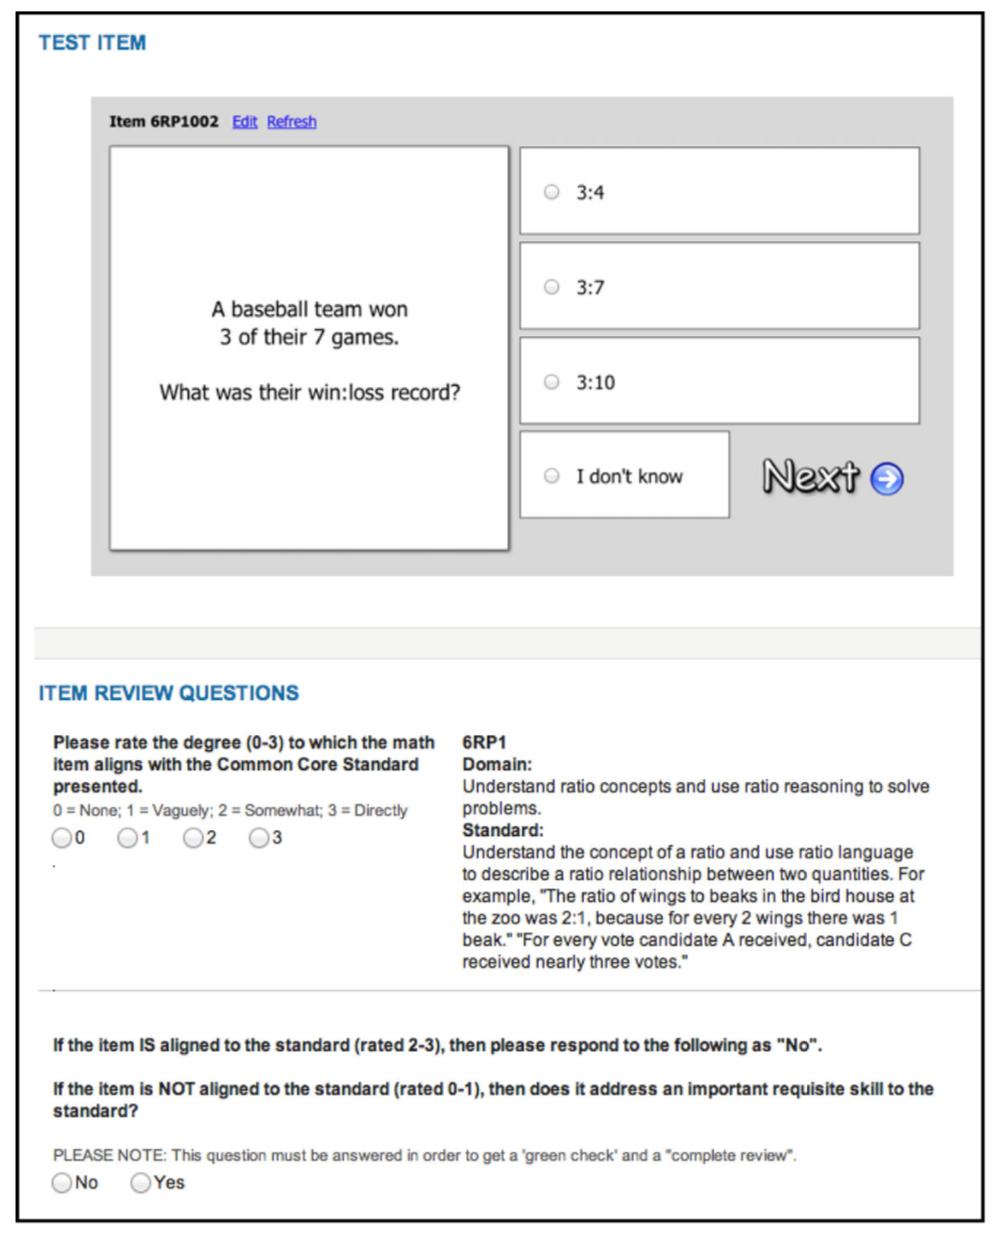 TEST ITEM
Item 6RP1002 Edit Refresh
A baseball team won
3 of their 7 games.
What was their win:loss record?
3:4
3:7
3:10
I don't know
Next
ITEM REVIEW QUESTIONS
Please rate the degree (0-3) to which the math
item aligns with the Common Core Standard
presented.
0 = None; 1 = Vaguely; 2 = Somewhat; 3 = Directly
0 1 2 3
6RP1
Domain:
Understand ratio concepts and use ratio reasoning to solve
problems.
Standard:
Understand the concept of a ratio and use ratio language
to describe a ratio relationship between two quantities. For
example, "The ratio of wings to beaks in the bird house at
the zoo was 2:1, because for every 2 wings there was 1
beak." "For every vote candidate A received, candidate C
received nearly three votes."
If the item IS aligned to the standard (rated 2-3), then please respond to the following as "No".
If the item is NOT aligned to the standard (rated 0-1), then does it address an important requisite skill to the
standard?
PLEASE NOTE: This question must be answered in order to get a 'green check' and a "complete review".
No Yes